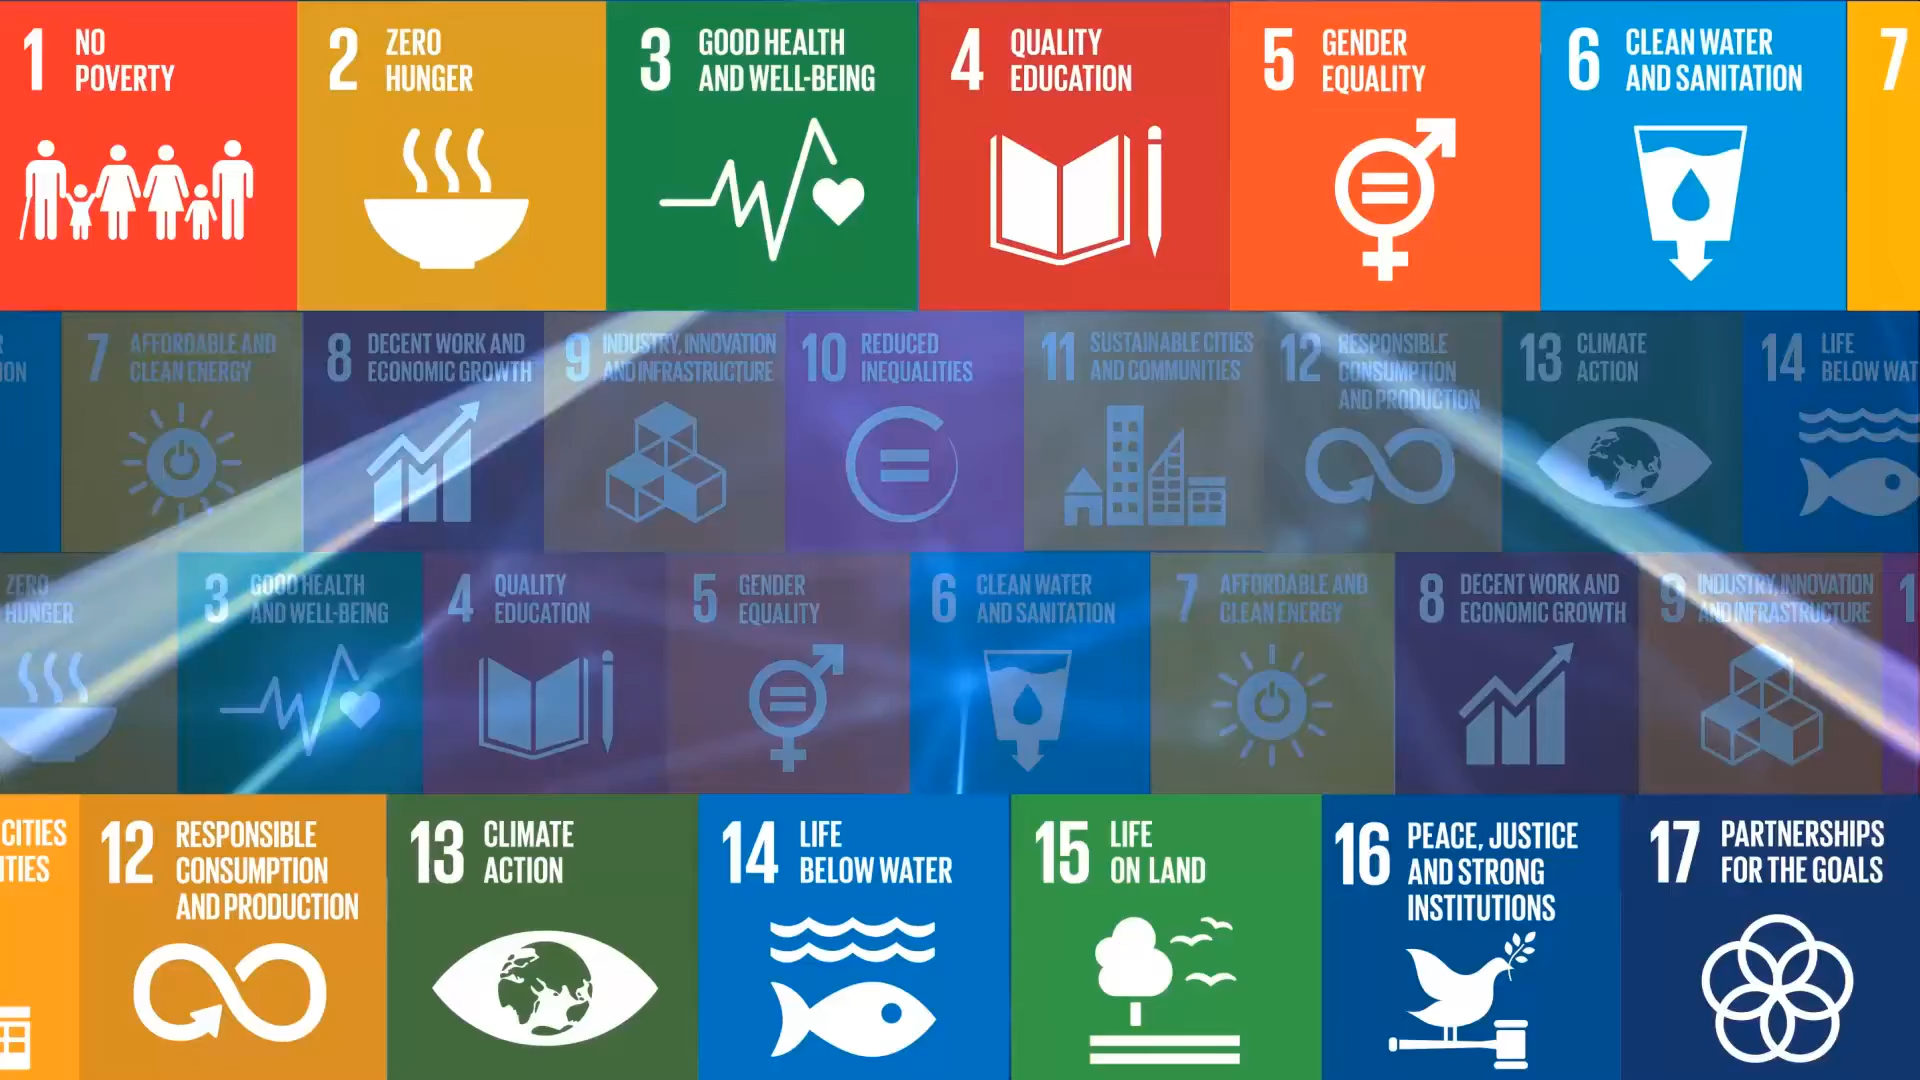 1 NO
POVERTY
2 ZERO
HUNGER
3 GOOD HEALTH
AND WELL-BEING
4 QUALITY
EDUCATION
5 GENDER
EQUALITY
6 CLEAN WATER
AND SANITATION
7
ION
7 AFFORDABLE AND
CLEAN ENERGY
8 DECENT WORK AND
ECONOMIC GROWTH
9 INDUSTRY, INNOVATION
AND INFRASTRUCTURE
10 REDUCED
INEQUALITIES
11 SUSTAINABLE CITIES
AND COMMUNITIES
12 RESPONSIBLE
CONSUMPTION
AND PRODUCTION
13 CLIMATE
ACTION
14 LIFE
BELOW WAT
ZERO
HUNGER
3 GOOD HEALTH
AND WELL-BEING
4 QUALITY
EDUCATION
5 GENDER
EQUALITY
6 CLEAN WATER
AND SANITATION
7 AFFORDABLE AND
CLEAN ENERGY
8 DECENT WORK AND
ECONOMIC GROWTH
9 INDUSTRY, INNOVATION
AND INFRASTRUCTURE
1
CITIES
ITIES
12 RESPONSIBLE
CONSUMPTION
AND PRODUCTION
13 CLIMATE
ACTION
14 LIFE
BELOW WATER
15 LIFE
ON LAND
16 PEACE, JUSTICE
AND STRONG
INSTITUTIONS
17 PARTNERSHIPS
FOR THE GOALS